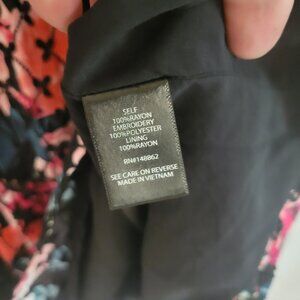 SELF
100%RAYON
EMBROIDERY
100%POLYESTER
LINING
100%RAYON
RN#148862
SEE CARE ON REVERSE
MADE IN VIETNAM